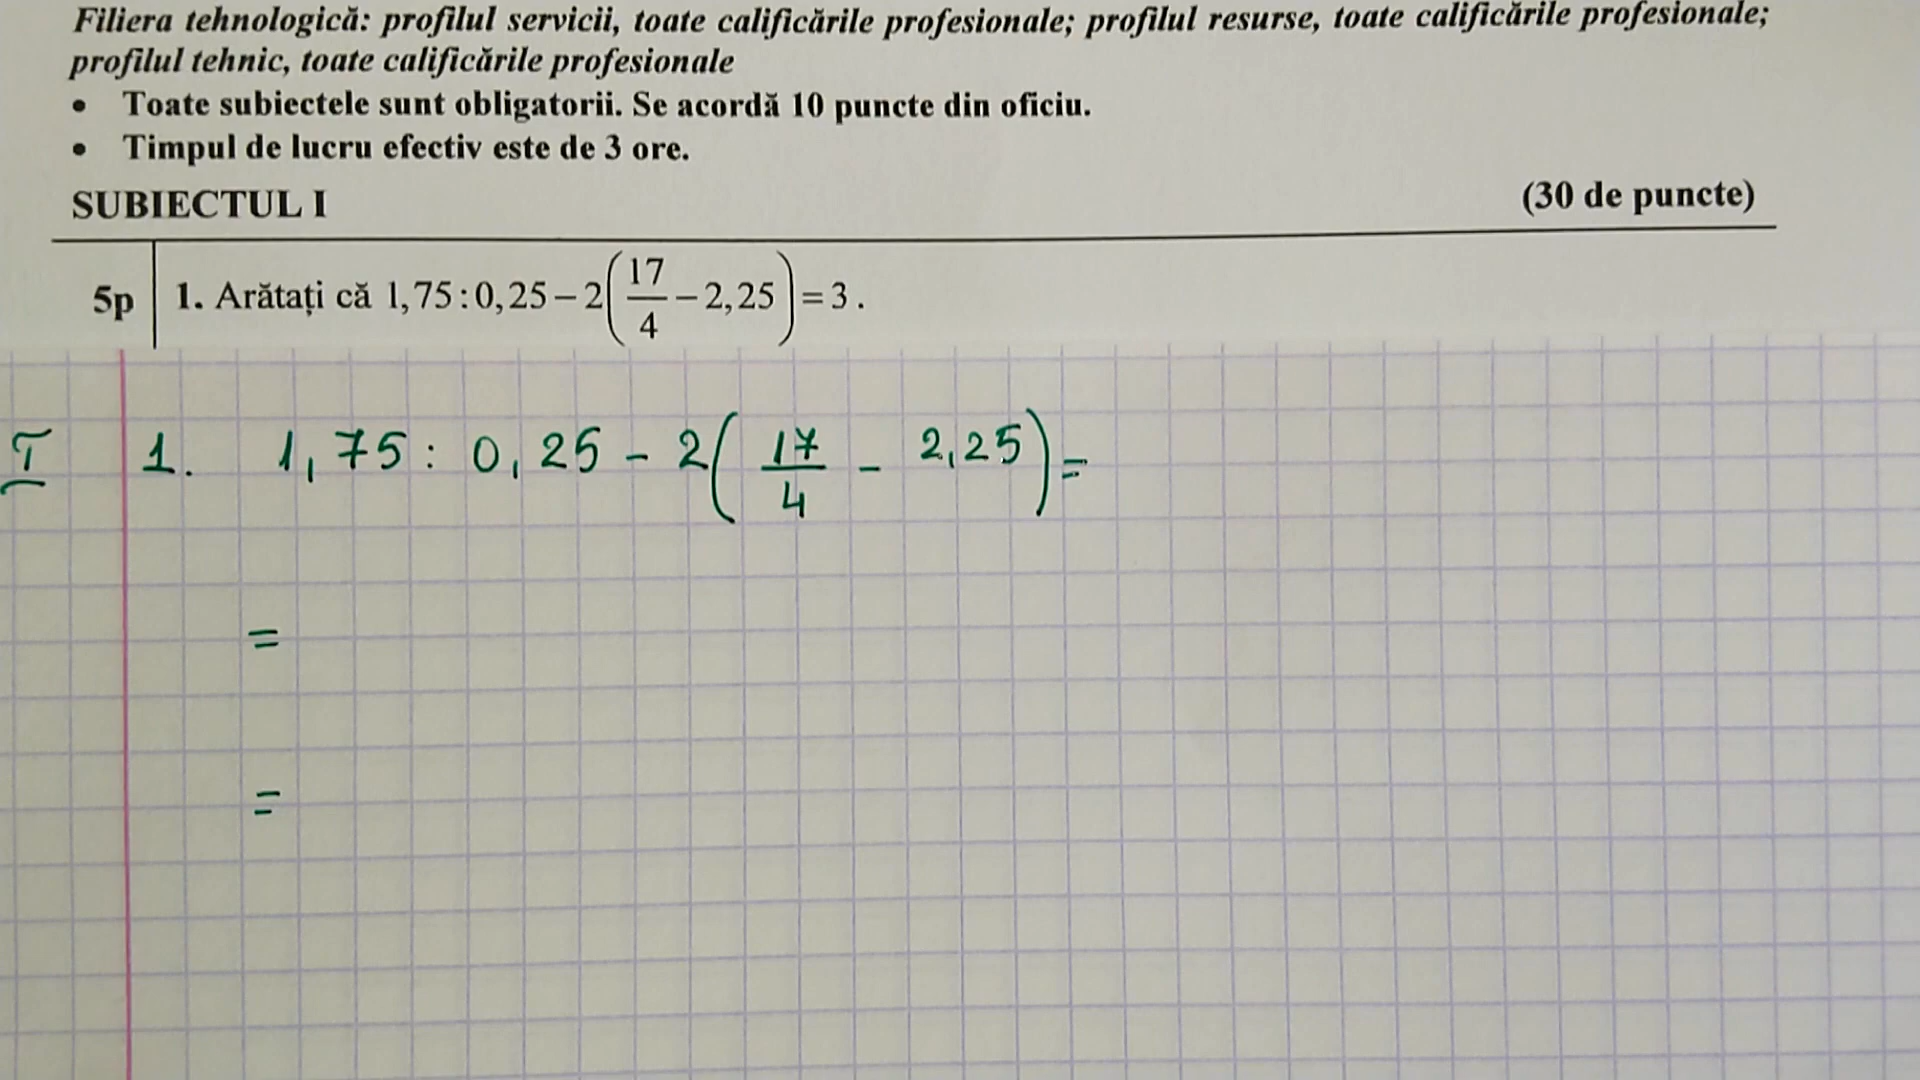 Filiera tehnologică: profilul servicii, toate calificările profesionale; profilul resurse, toate calificările profesionale;
profilul tehnic, toate calificările profesionale
• Toate subiectele sunt obligatorii. Se acordă 10 puncte din oficiu.
• Timpul de lucru efectiv este de 3 ore.
SUBIECTUL I (30 de puncte)
5p 1. Arătați că 1,75 : 0,25 − 2(17/4 − 2,25) = 3.
I 1. 1,75 : 0,25 - 2(17/4 - 2,25) =
=
=